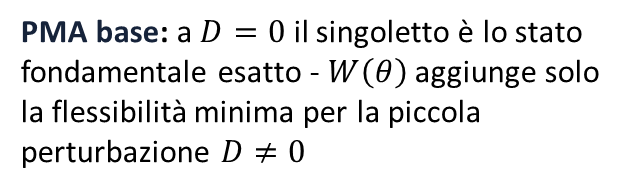 PMA base: a D = 0 il singoletto è lo stato
fondamentale esatto - W(θ) aggiunge solo
la flessibilità minima per la piccola
perturbazione D ≠ 0